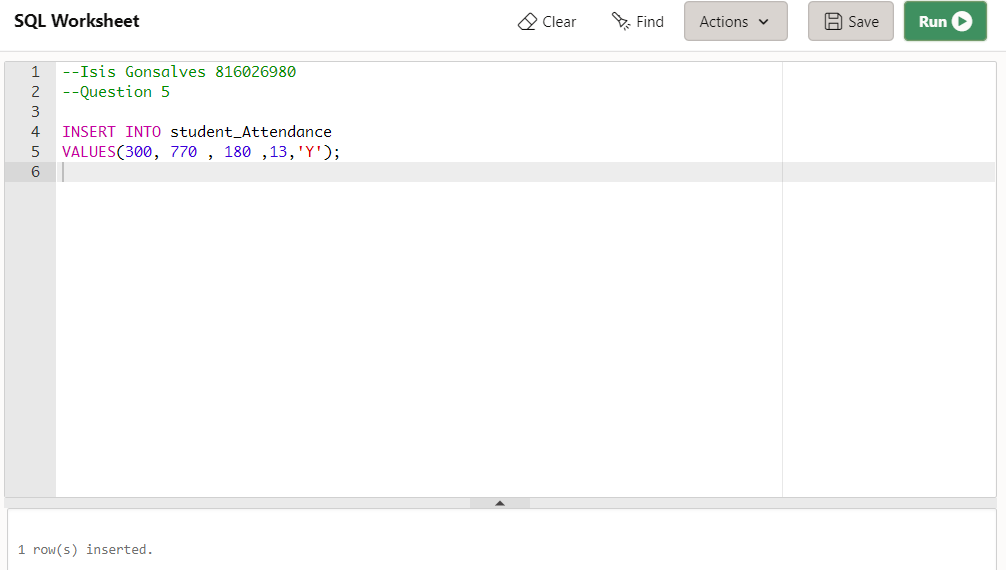 SQL Worksheet
Clear
Find
Actions
Save
Run
1 --Isis Gonsalves 816026980
2 --Question 5
3
4 INSERT INTO student_Attendance
5 VALUES(300, 770 , 180 ,13,'Y');
6
1 row(s) inserted.